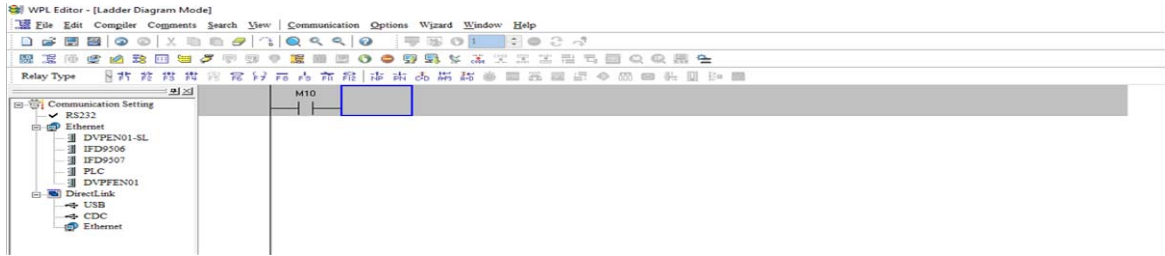 WPL Editor - [Ladder Diagram Mode]
File Edit Compiler Comments Search View Communication Options Wizard Window Help
1
Relay Type
M10
Communication Setting
RS232
Ethernet
DVPEN01-SL
IFD9506
IFD9507
PLC
DVPFEN01
DirectLink
USB
CDC
Ethernet